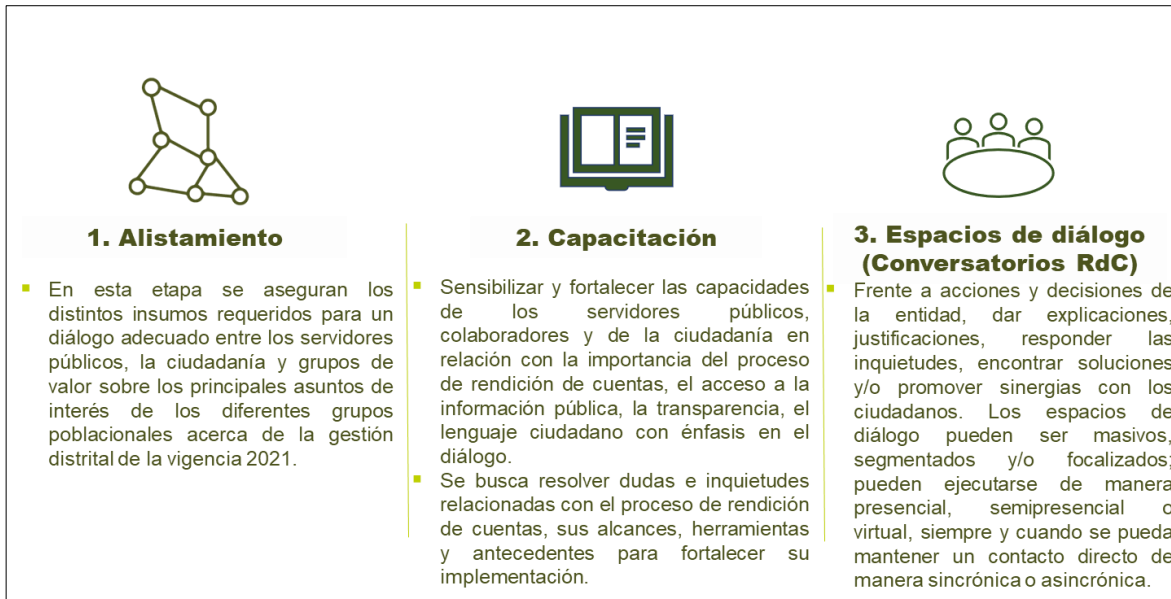 1. Alistamiento
▪ En esta etapa se aseguran los
distintos insumos requeridos para un
diálogo adecuado entre los servidores
públicos, la ciudadanía y grupos de
valor sobre los principales asuntos de
interés de los diferentes grupos
poblacionales acerca de la gestión
distrital de la vigencia 2021.
2. Capacitación
▪ Sensibilizar y fortalecer las capacidades
de los servidores públicos,
colaboradores y de la ciudadanía en
relación con la importancia del proceso
de rendición de cuentas, el acceso a la
información pública, la transparencia, el
lenguaje ciudadano con énfasis en el
diálogo.
▪ Se busca resolver dudas e inquietudes
relacionadas con el proceso de rendición
de cuentas, sus alcances, herramientas
y antecedentes para fortalecer su
implementación.
3. Espacios de diálogo
(Conversatorios RdC)
▪ Frente a acciones y decisiones de
la entidad, dar explicaciones,
justificaciones, responder las
inquietudes, encontrar soluciones
y/o promover sinergias con los
ciudadanos. Los espacios de
diálogo pueden ser masivos,
segmentados y/o focalizados;
pueden ejecutarse de manera
presencial, semipresencial o
virtual, siempre y cuando se pueda
mantener un contacto directo de
manera sincrónica o asincrónica.